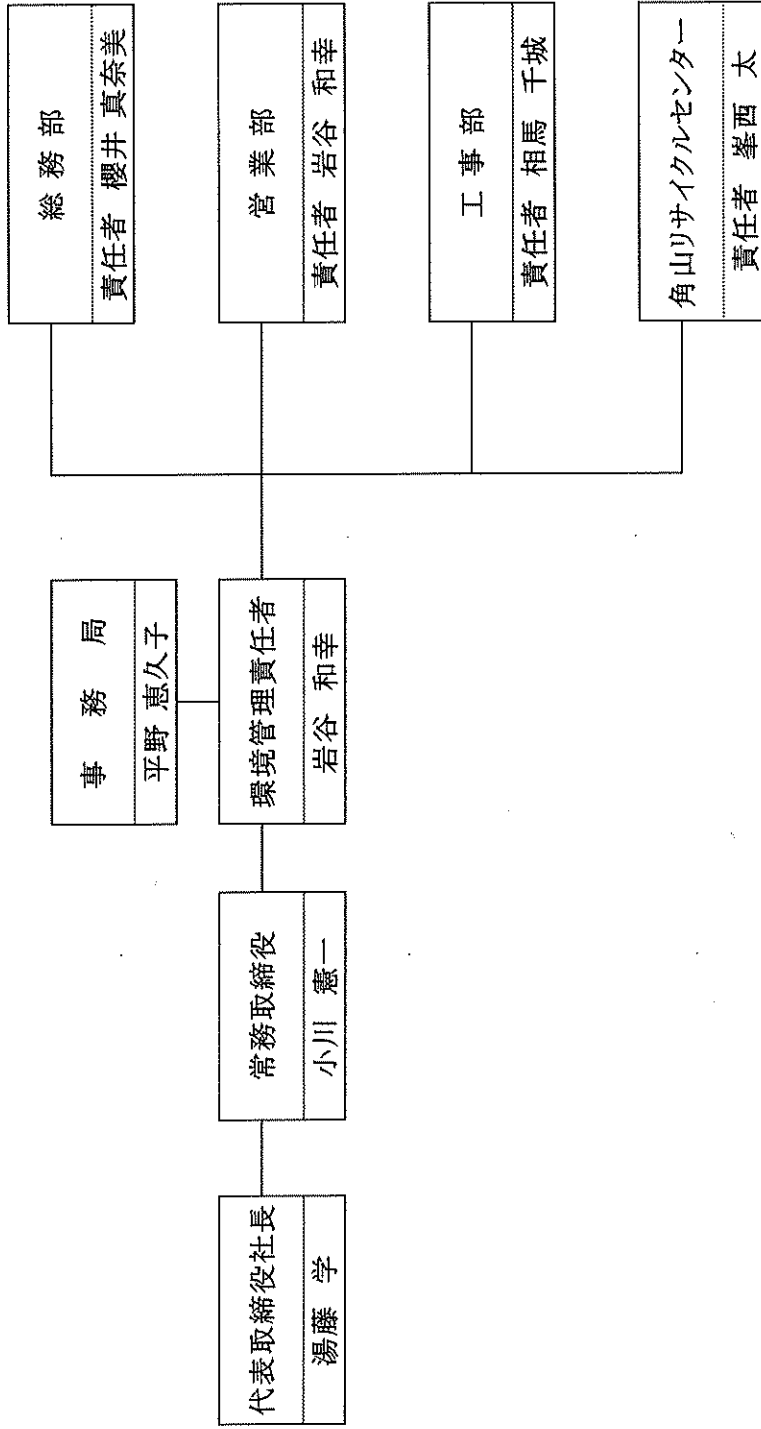 代表取締役社長
湯藤 学
常務取締役
小川 憲一
事 務 局
平野 恵久子
環境管理責任者
岩谷 和幸
総 務 部
責任者 櫻井 真奈美
営 業 部
責任者 岩谷 和幸
工 事 部
責任者 相馬 千城
角山リサイクルセンター
責任者 峯西 太